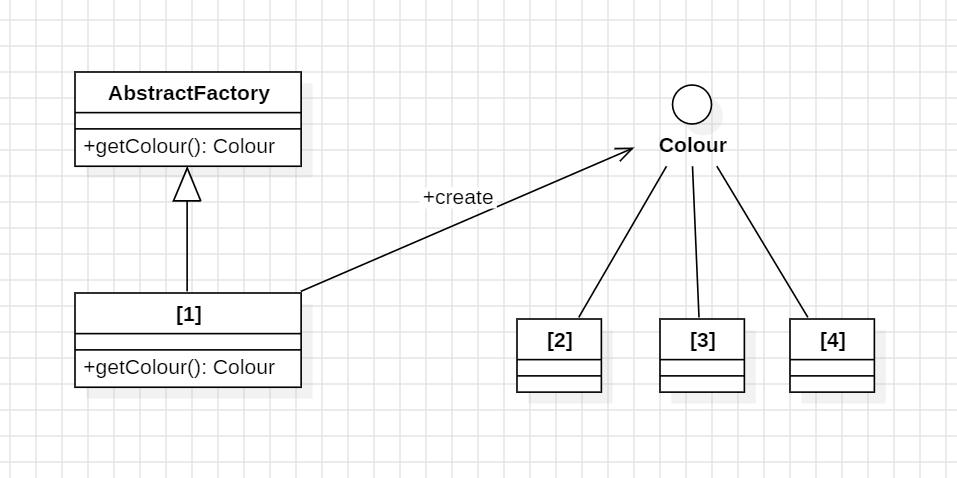 AbstractFactory
+getColour(): Colour
Colour
+create
[1]
+getColour(): Colour
[2]
[3]
[4]